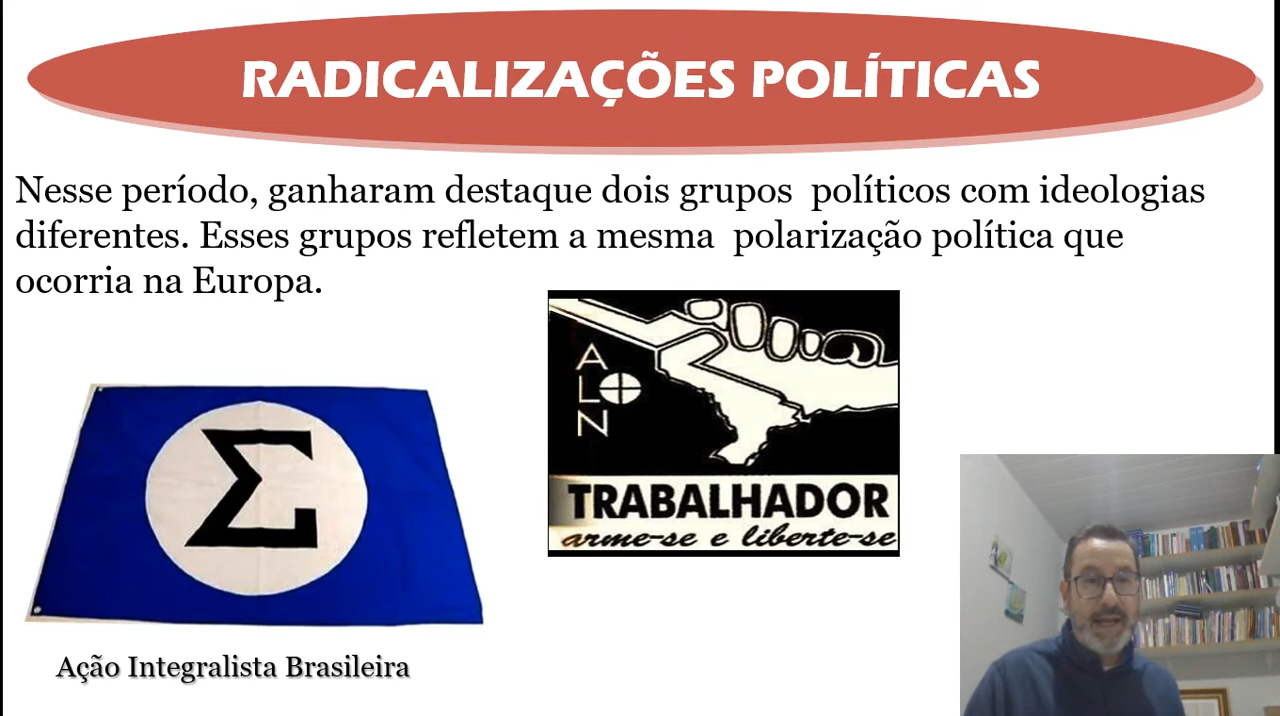 RADICALIZAÇÕES POLÍTICAS
Nesse período, ganharam destaque dois grupos  políticos com ideologias
diferentes. Esses grupos refletem a mesma  polarização política que
ocorria na Europa.
A
L
N
TRABALHADOR
arme-se e liberte-se
Σ
Ação Integralista Brasileira